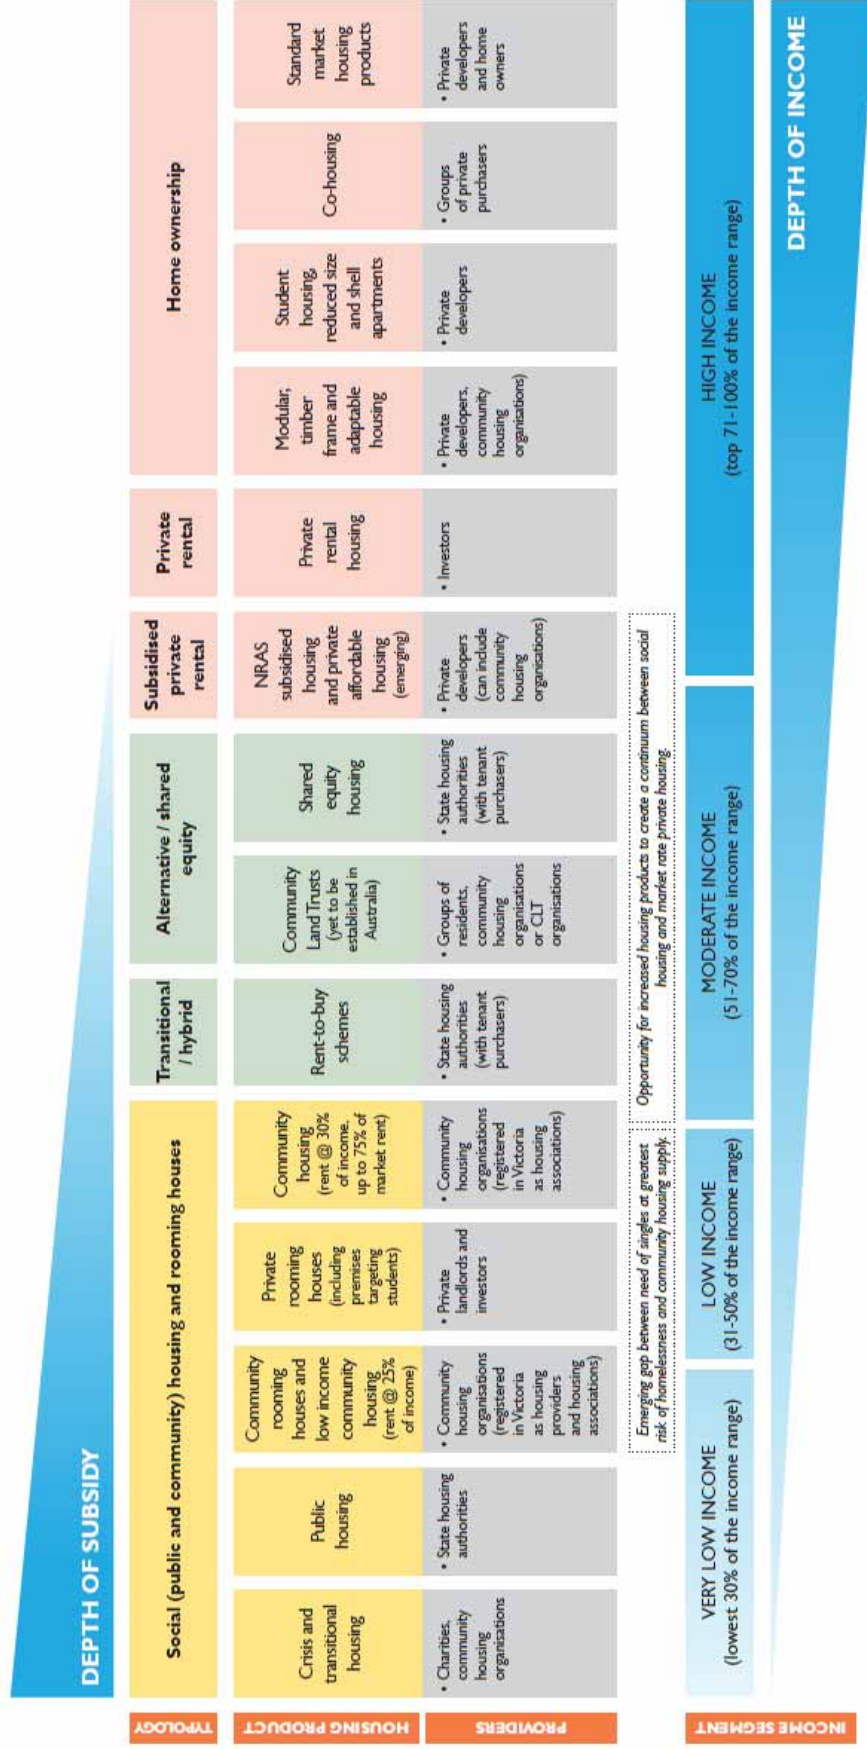 DEPTH OF SUBSIDY
TYPOLOGY
Social (public and community) housing and rooming houses
Transitional
/ hybrid
Alternative / shared
equity
Subsidised
private
rental
Private
rental
Home ownership
HOUSING PRODUCT
Crisis and
transitional
housing
Public
housing
Community
rooming
houses and
low income
community
housing
(rent @ 25%
of income)
Private
rooming
houses
(including
premises
targeting
students)
Community
housing
(rent @ 30%
of income,
up to 75% of
market rent)
Rent-to-buy
schemes
Community
Land Trusts
(yet to be
established in
Australia)
Shared
equity
housing
NRAS
subsidised
housing
and private
affordable
housing
(emerging)
Private
rental
housing
Modular,
timber
frame and
adaptable
housing
Student
housing,
reduced size
and shell
apartments
Co-housing
Standard
market
housing
products
PROVIDERS
• Charities,
community
housing
organisations
• State housing
authorities
• Community
housing
organisations
(registered
in Victoria
as housing
providers
and housing
associations)
• Private
landlords and
investors
• Community
housing
organisations
(registered
in Victoria
as housing
associations)
• State housing
authorities
(with tenant
purchasers)
• Groups of
residents,
community
housing
organisations
or CLT
organisations
• State housing
authorities
(with tenant
purchasers)
• Private
developers
(can include
community
housing
organisations)
• Investors
• Private
developers,
community
housing
organisations)
• Private
developers
• Groups
of private
purchasers
• Private
developers
and home
owners
Emerging gap between need of singles at greatest
risk of homelessness and community housing supply.
Opportunity for increased housing products to create a continuum between social
housing and market rate private housing.
INCOME SEGMENT
VERY LOW INCOME
(lowest 30% of the income range)
LOW INCOME
(31-50% of the income range)
MODERATE INCOME
(51-70% of the income range)
HIGH INCOME
(top 71-100% of the income range)
DEPTH OF INCOME